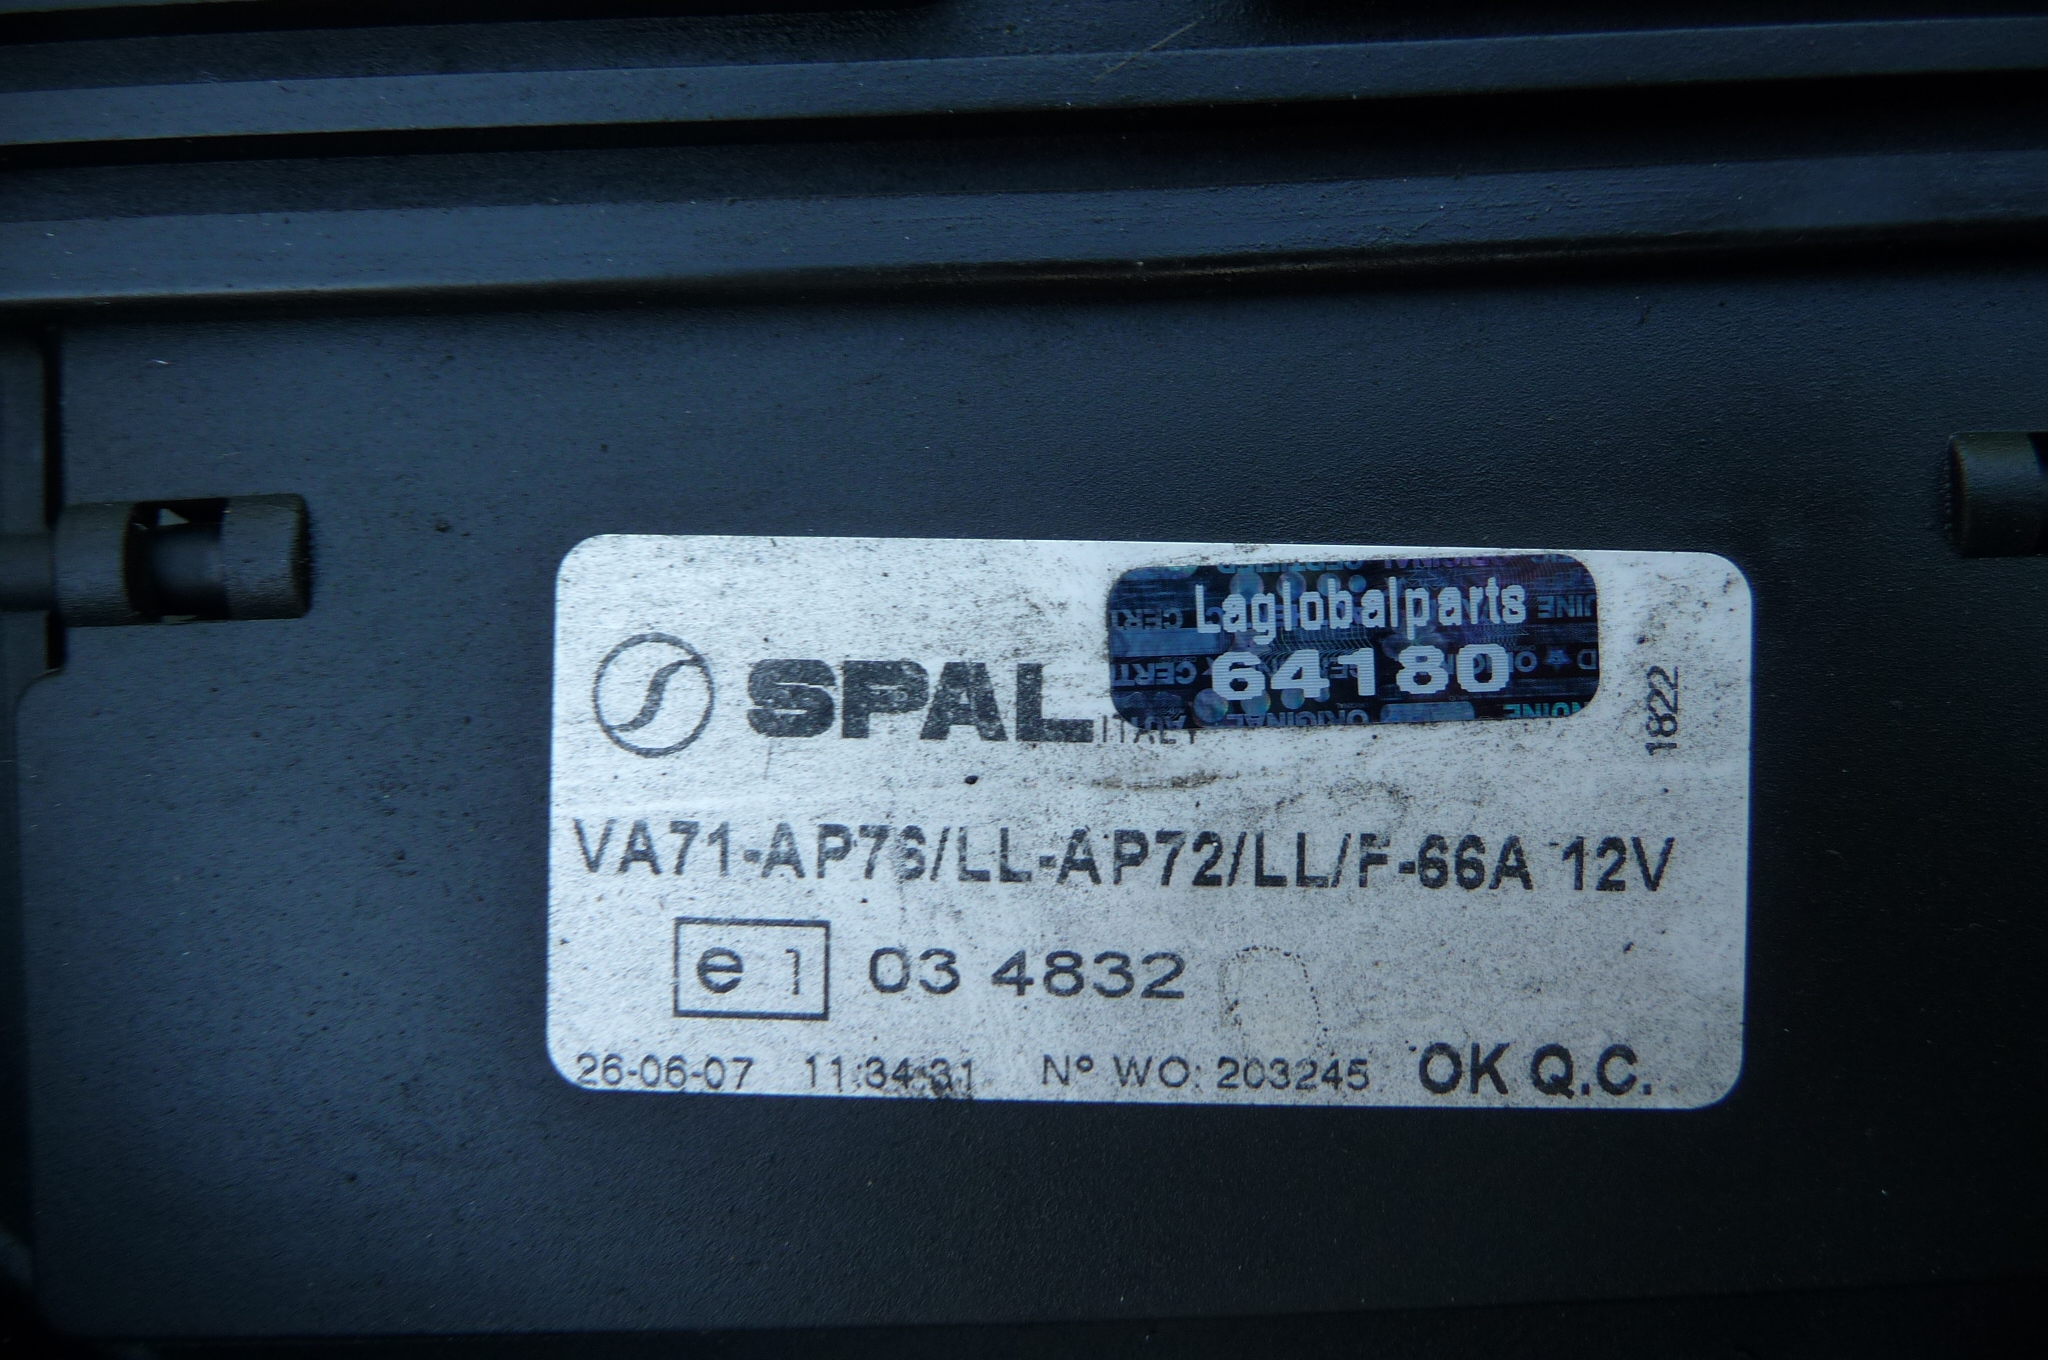 Laglobalparts
64180
SPAL ITALY
1822
VA71-AP76/LL-AP72/LL/F-66A 12V
e 1 03 4832
26-06-07 11:34:31 Nº WO: 203245 OK Q.C.